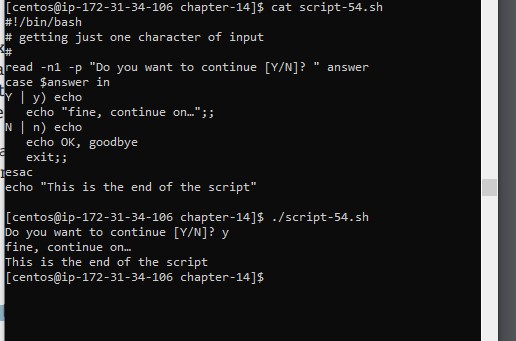 [centos@ip-172-31-34-106 chapter-14]$ cat script-54.sh
#!/bin/bash
# getting just one character of input
#
read -n1 -p "Do you want to continue [Y/N]? " answer
case $answer in
Y | y) echo
   echo "fine, continue on…";;
N | n) echo
   echo OK, goodbye
   exit;;
esac
echo "This is the end of the script"

[centos@ip-172-31-34-106 chapter-14]$ ./script-54.sh
Do you want to continue [Y/N]? y
fine, continue on…
This is the end of the script
[centos@ip-172-31-34-106 chapter-14]$